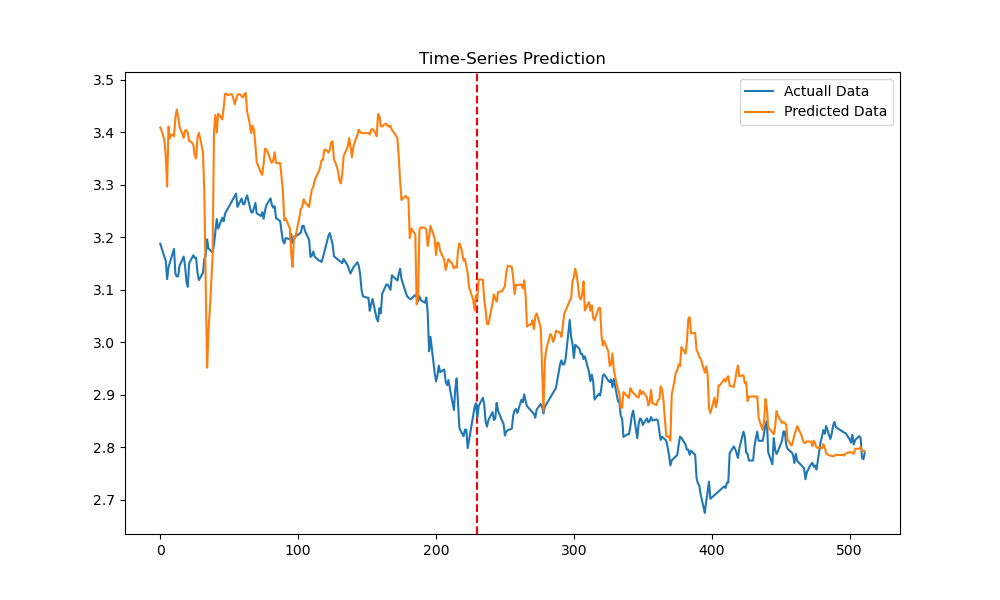 Time-Series Prediction
Actuall Data
Predicted Data
3.5
3.4
3.3
3.2
3.1
3.0
2.9
2.8
2.7
0 100 200 300 400 500